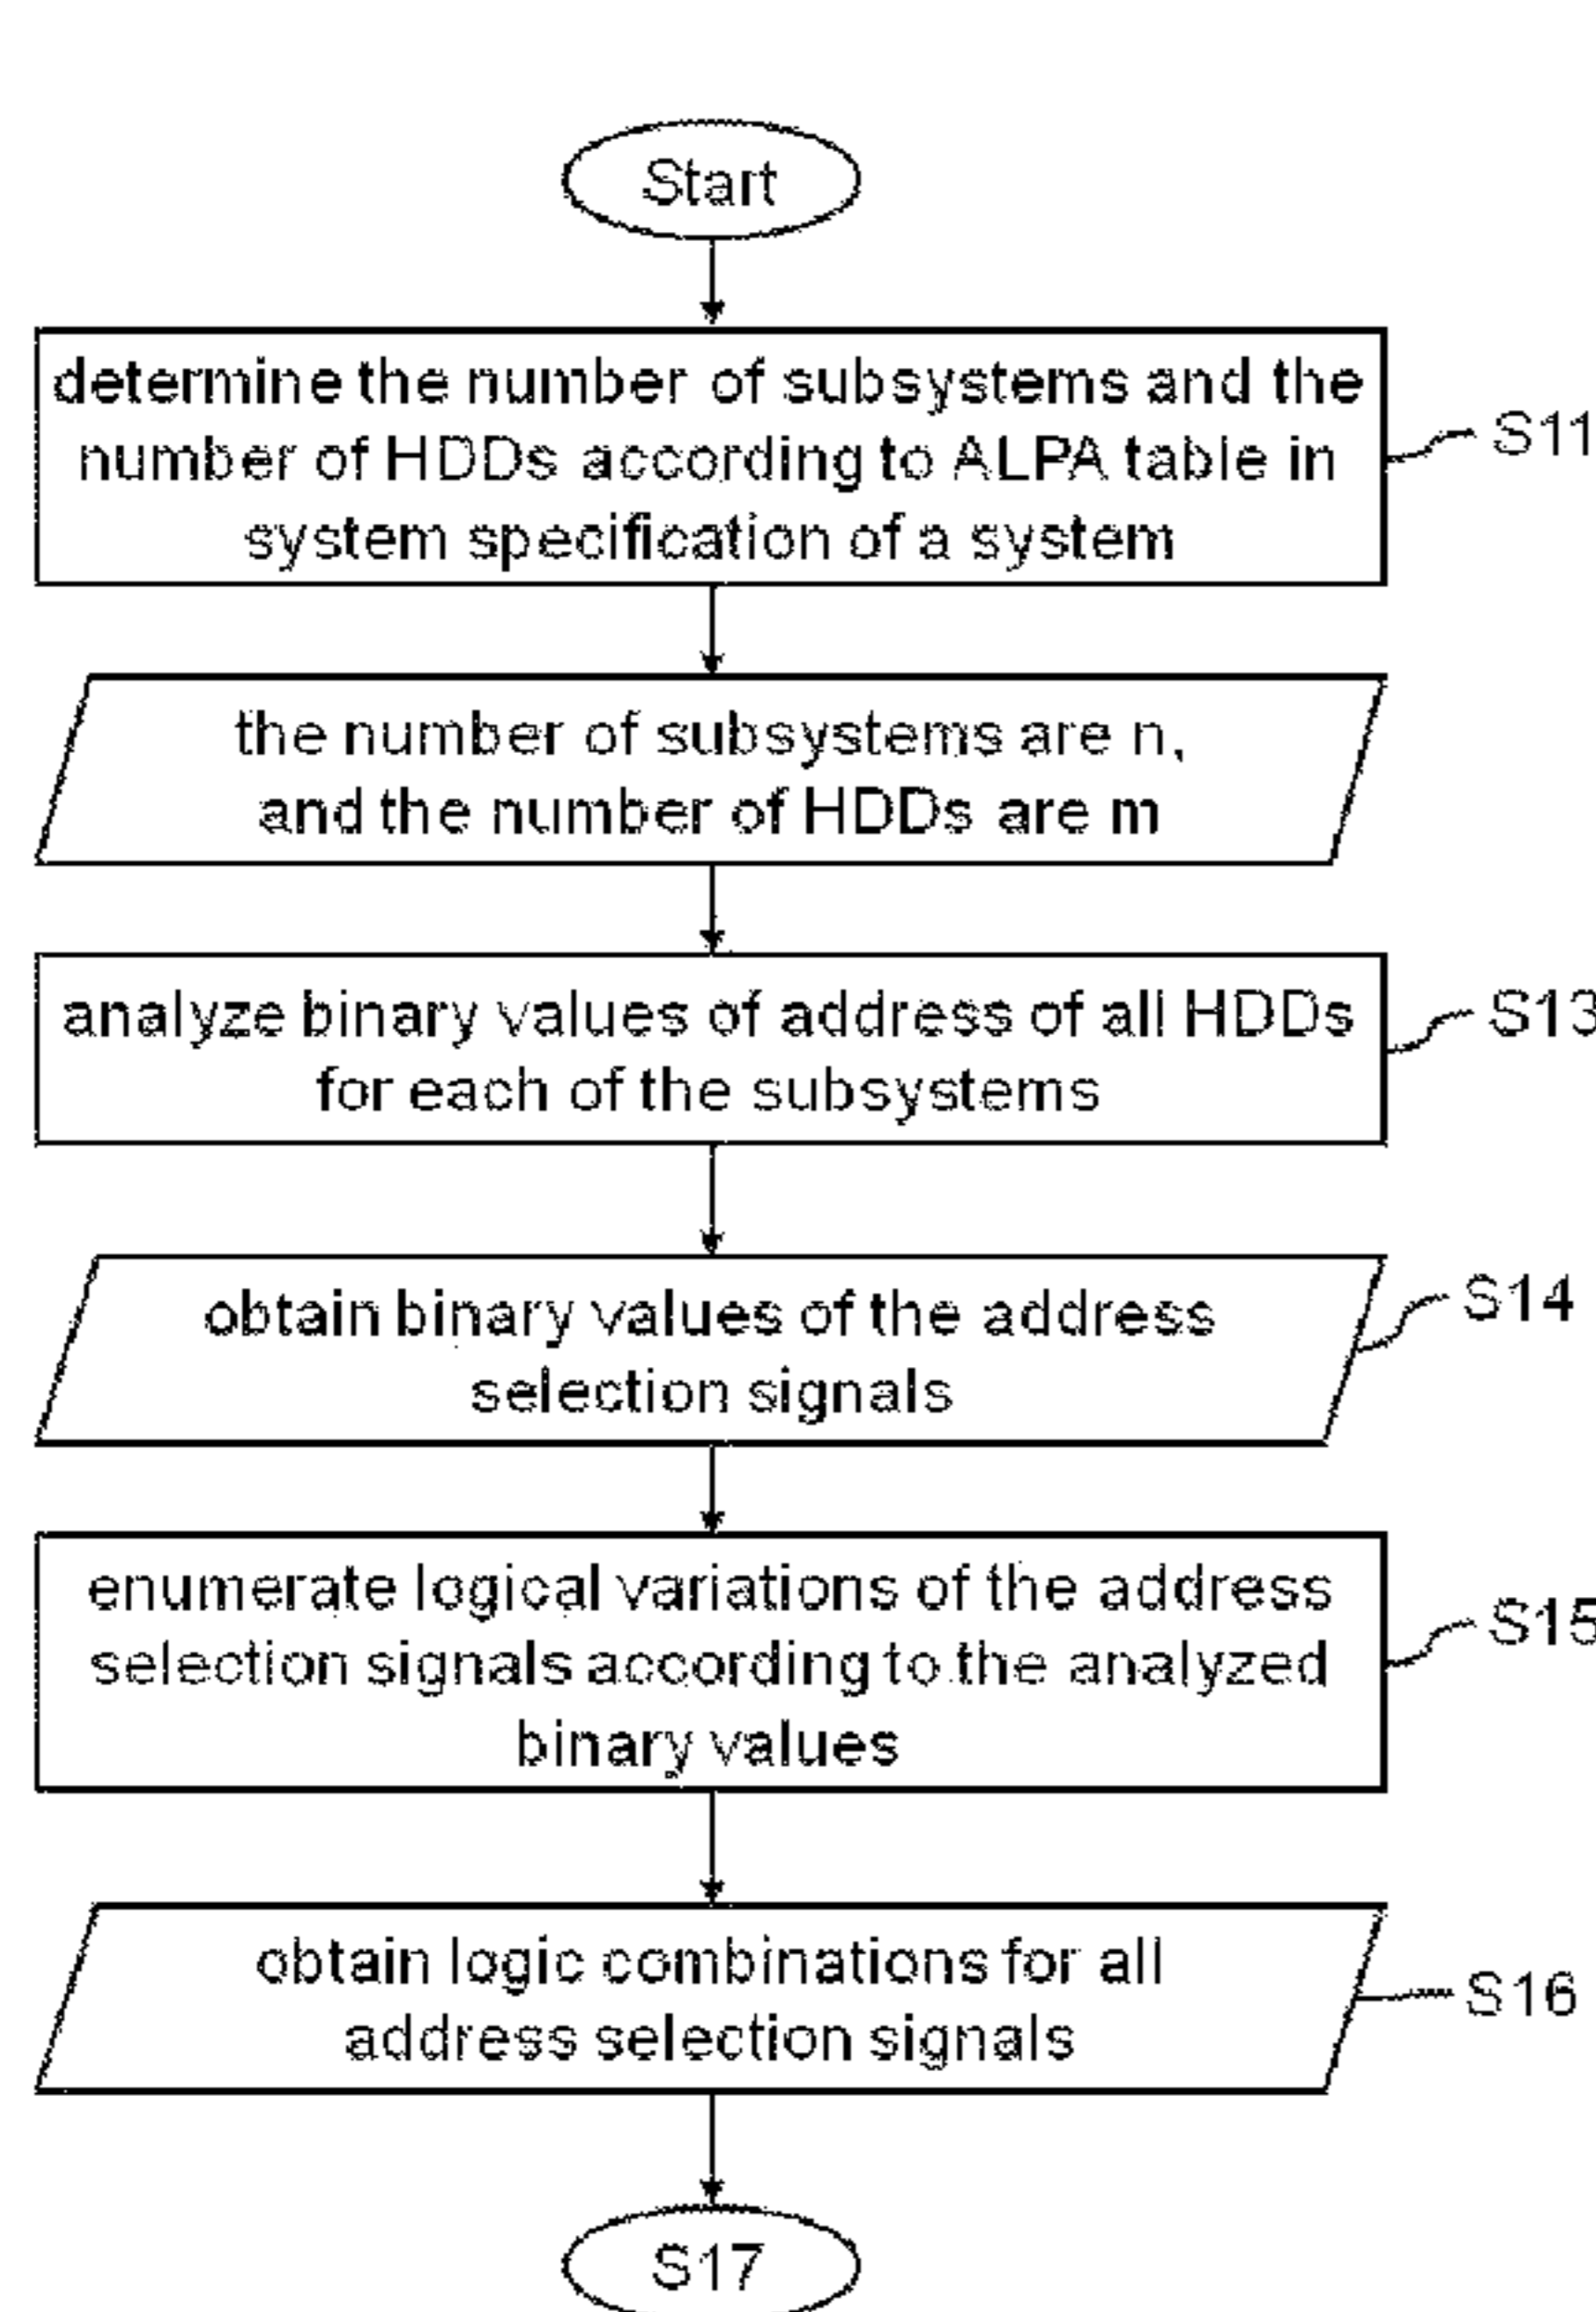 Start
determine the number of subsystems and the
number of HDDs according to ALPA table in
system specification of a system
S11
the number of subsystems are n,
and the number of HDDs are m
analyze binary values of address of all HDDs
for each of the subsystems
S13
obtain binary values of the address
selection signals
S14
enumerate logical variations of the address
selection signals according to the analyzed
binary values
S15
obtain logic combinations for all
address selection signals
S16
S17